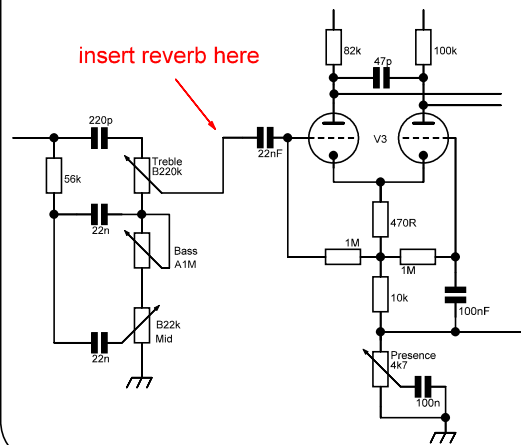 insert reverb here
82k
100k
47p
220p
Treble
B220k
22nF
V3
56k
22n
470R
Bass
A1M
1M
1M
10k
100nF
B22k
Mid
22n
Presence
4k7
100n